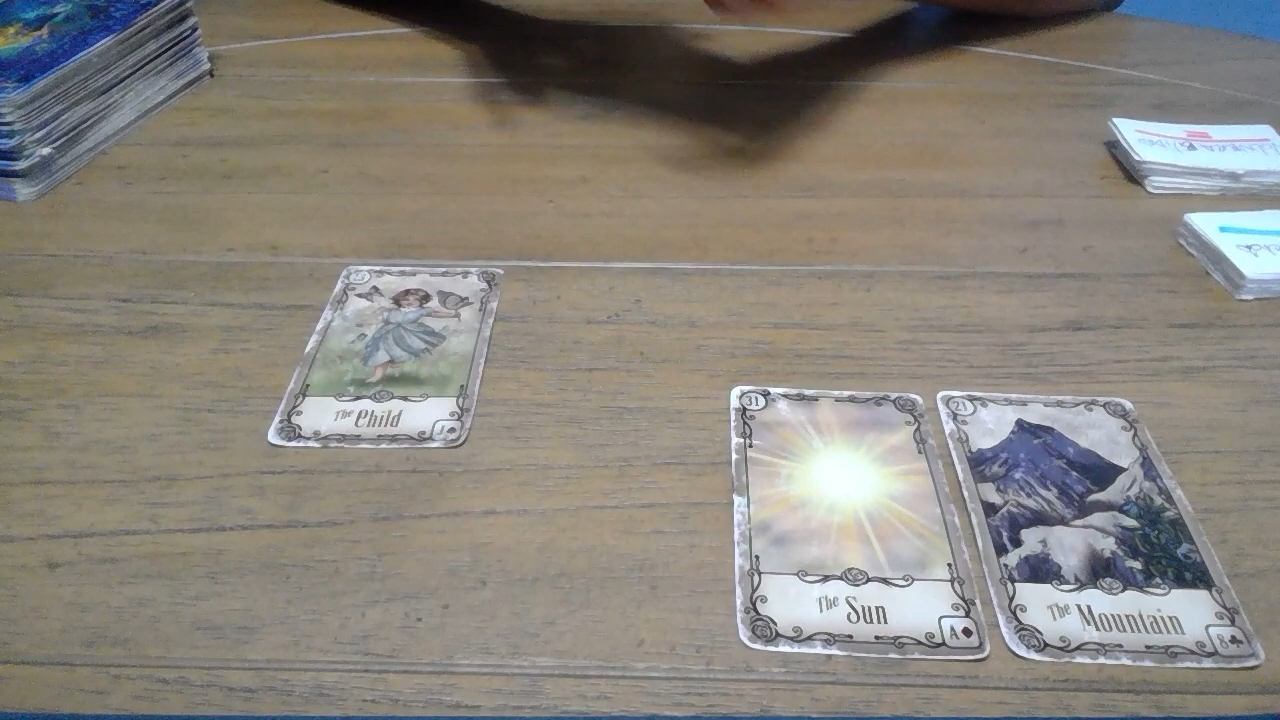 The Child
J♠
31
The Sun
A♦
21
The Mountain
8♣